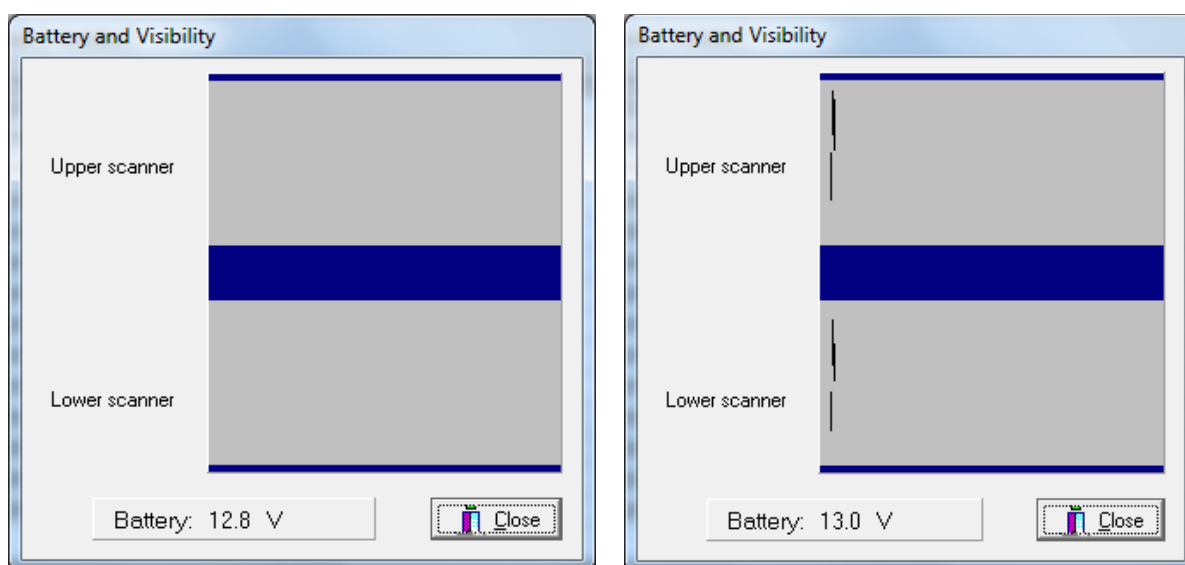 Battery and Visibility
Upper scanner
Lower scanner
Battery: 12.8 V
Close
Battery and Visibility
Upper scanner
Lower scanner
Battery: 13.0 V
Close